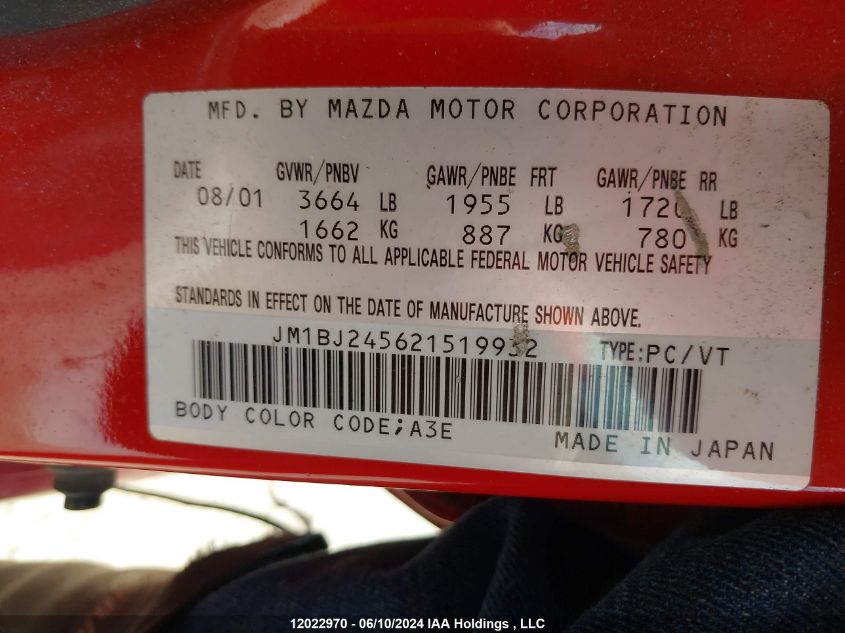 MFD. BY MAZDA MOTOR CORPORATION
DATE GVWR/PNBV GAWR/PNBE FRT GAWR/PNBE RR
08/01 3664 LB 1955 LB 1720 LB
1662 KG 887 KG 780 KG
THIS VEHICLE CONFORMS TO ALL APPLICABLE FEDERAL MOTOR VEHICLE SAFETY
STANDARDS IN EFFECT ON THE DATE OF MANUFACTURE SHOWN ABOVE.
JM1BJ245621519932 TYPE:PC/VT
BODY COLOR CODE;A3E
MADE IN JAPAN
12022970 - 06/10/2024 IAA Holdings , LLC